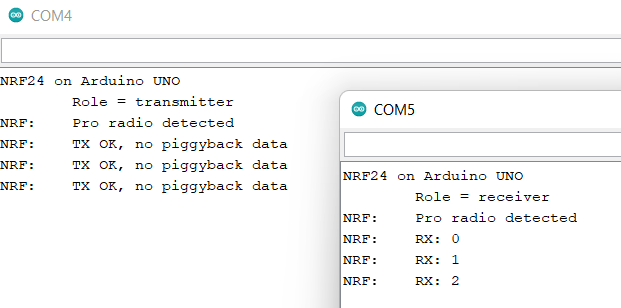 COM4
NRF24 on Arduino UNO
Role = transmitter
NRF: Pro radio detected
NRF: TX OK, no piggyback data
NRF: TX OK, no piggyback data
NRF: TX OK, no piggyback data
COM5
NRF24 on Arduino UNO
Role = receiver
NRF: Pro radio detected
NRF: RX: 0
NRF: RX: 1
NRF: RX: 2